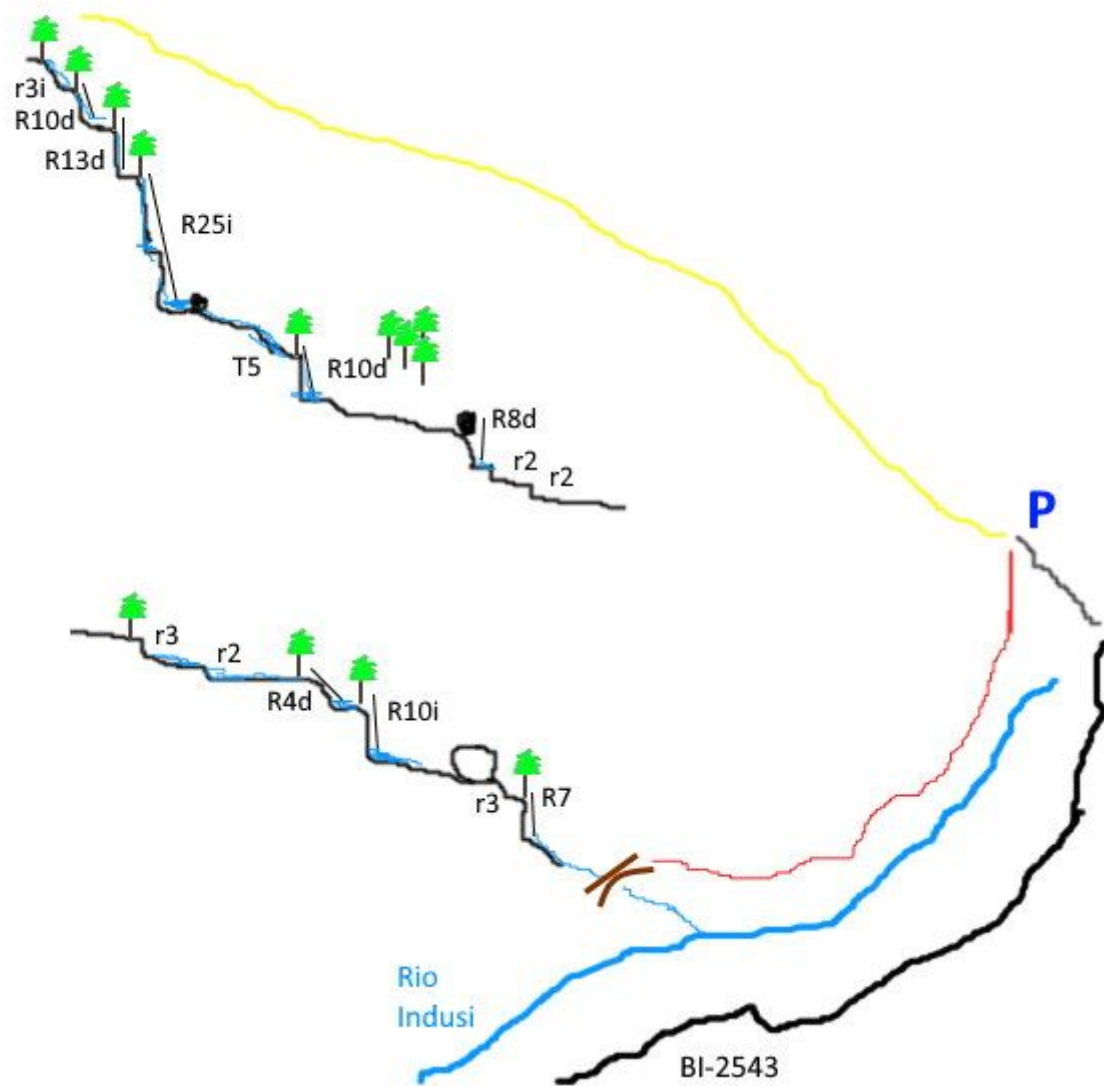 r3i
R10d
R13d
R25i
T5
R10d
R8d
r2
r2
P
r3
r2
R4d
R10i
r3
R7
Rio
Indusi
BI-2543